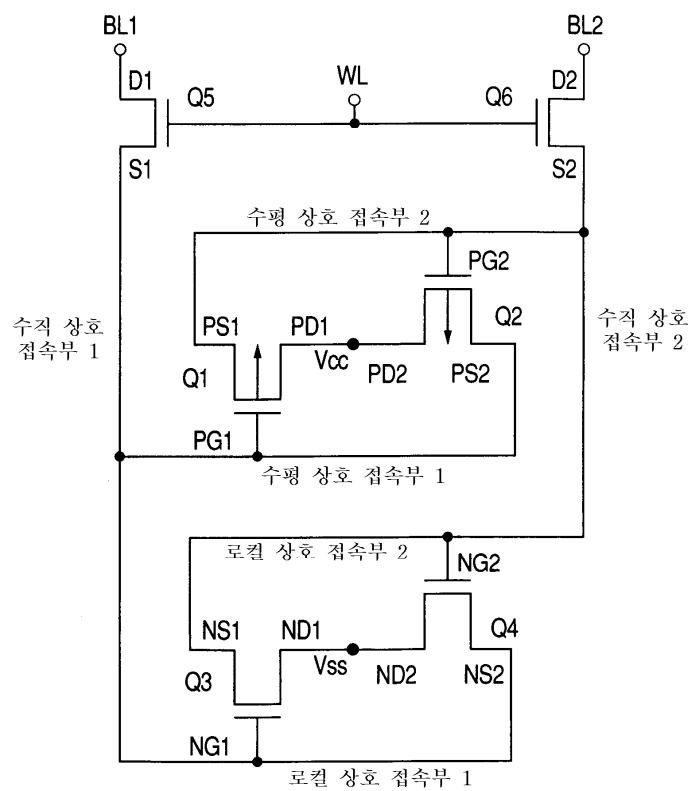 BL1
BL2
D1
Q5
WL
Q6
D2
S1
S2
수평 상호 접속부 2
PG2
수직 상호
접속부 1
수직 상호
접속부 2
PS1
PD1
Q2
Vcc
Q1
PD2
PS2
PG1
수평 상호 접속부 1
로컬 상호 접속부 2
NG2
NS1
ND1
Q4
Vss
Q3
ND2
NS2
NG1
로컬 상호 접속부 1